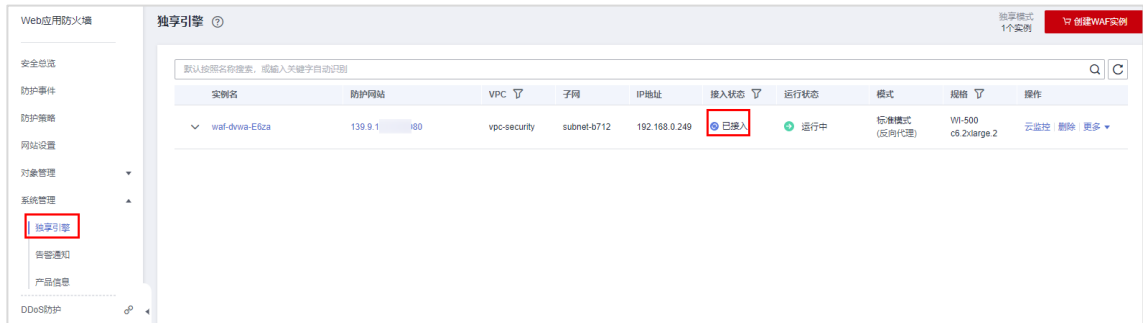 Web应用防火墙
安全总览
防护事件
防护策略
网站设置
对象管理
系统管理
独享引擎
告警通知
产品信息
DDoS防护
独享引擎
独享模式
1个实例
创建WAF实例
默认按照名称搜索，或输入关键字自动识别
实例名 防护网站 VPC 子网 IP地址 接入状态 运行状态 模式 规格 操作
waf-dvwa-E6za 139.9.1 080 vpc-security subnet-b712 192.168.0.249 已接入 运行中 标准模式 WI-500 云监控 删除 更多
(反向代理) c6.2xlarge.2